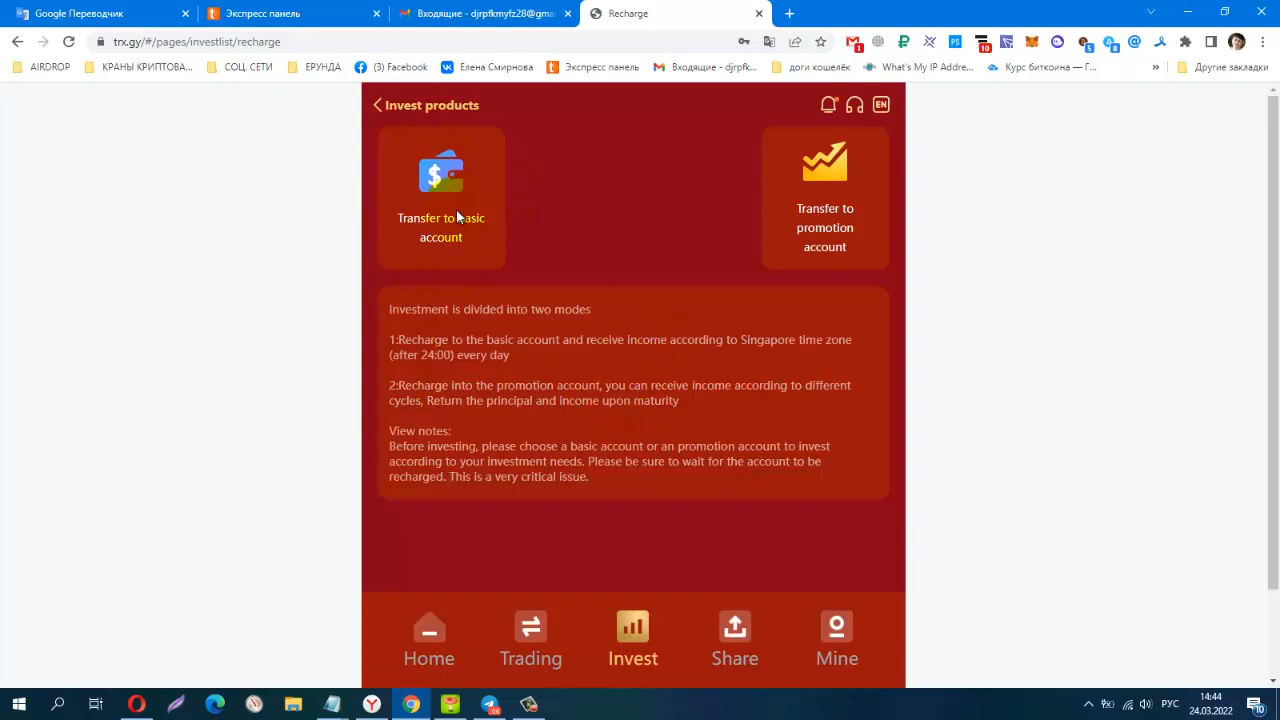 Google Переводчик
Экспресс панель
Входящие - djrpfkmyfz28@gma
Recharge
trx.gy/#/pages/investlist/recharge
AIRDROP
КРАНЫ КРИПТОВА...
СОЦ. СЕТИ
ЕРУНДА
(3) Facebook
Елена Смирнова
Экспресс панель
Входящие - djrpfk...
доги кошелёк
What's My IP Addre...
Курс биткоина — Г...
»
Другие закладки
Invest products
EN
Transfer to basic
account
Transfer to
promotion
account
Investment is divided into two modes
1:Recharge to the basic account and receive income according to Singapore time zone
(after 24:00) every day
2:Recharge into the promotion account, you can receive income according to different
cycles, Return the principal and income upon maturity
View notes:
Before investing, please choose a basic account or an promotion account to invest
according to your investment needs. Please be sure to wait for the account to be
recharged. This is a very critical issue.
Home
Trading
Invest
Share
Mine
РУС
14:44
24.03.2022